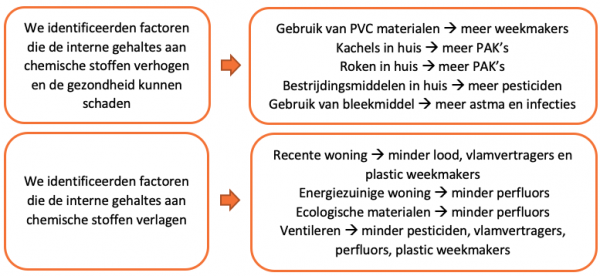 We identificeerden factoren
die de interne gehaltes aan
chemische stoffen verhogen
en de gezondheid kunnen
schaden
Gebruik van PVC materialen → meer weekmakers
Kachels in huis → meer PAK’s
Roken in huis → meer PAK’s
Bestrijdingsmiddelen in huis → meer pesticiden
Gebruik van bleekmiddel → meer astma en infecties
We identificeerden factoren
die de interne gehaltes aan
chemische stoffen verlagen
Recente woning → minder lood, vlamvertragers en
plastic weekmakers
Energiezuinige woning → minder perfluors
Ecologische materialen → minder perfluors
Ventileren → minder pesticiden, vlamvertragers,
perfluors, plastic weekmakers